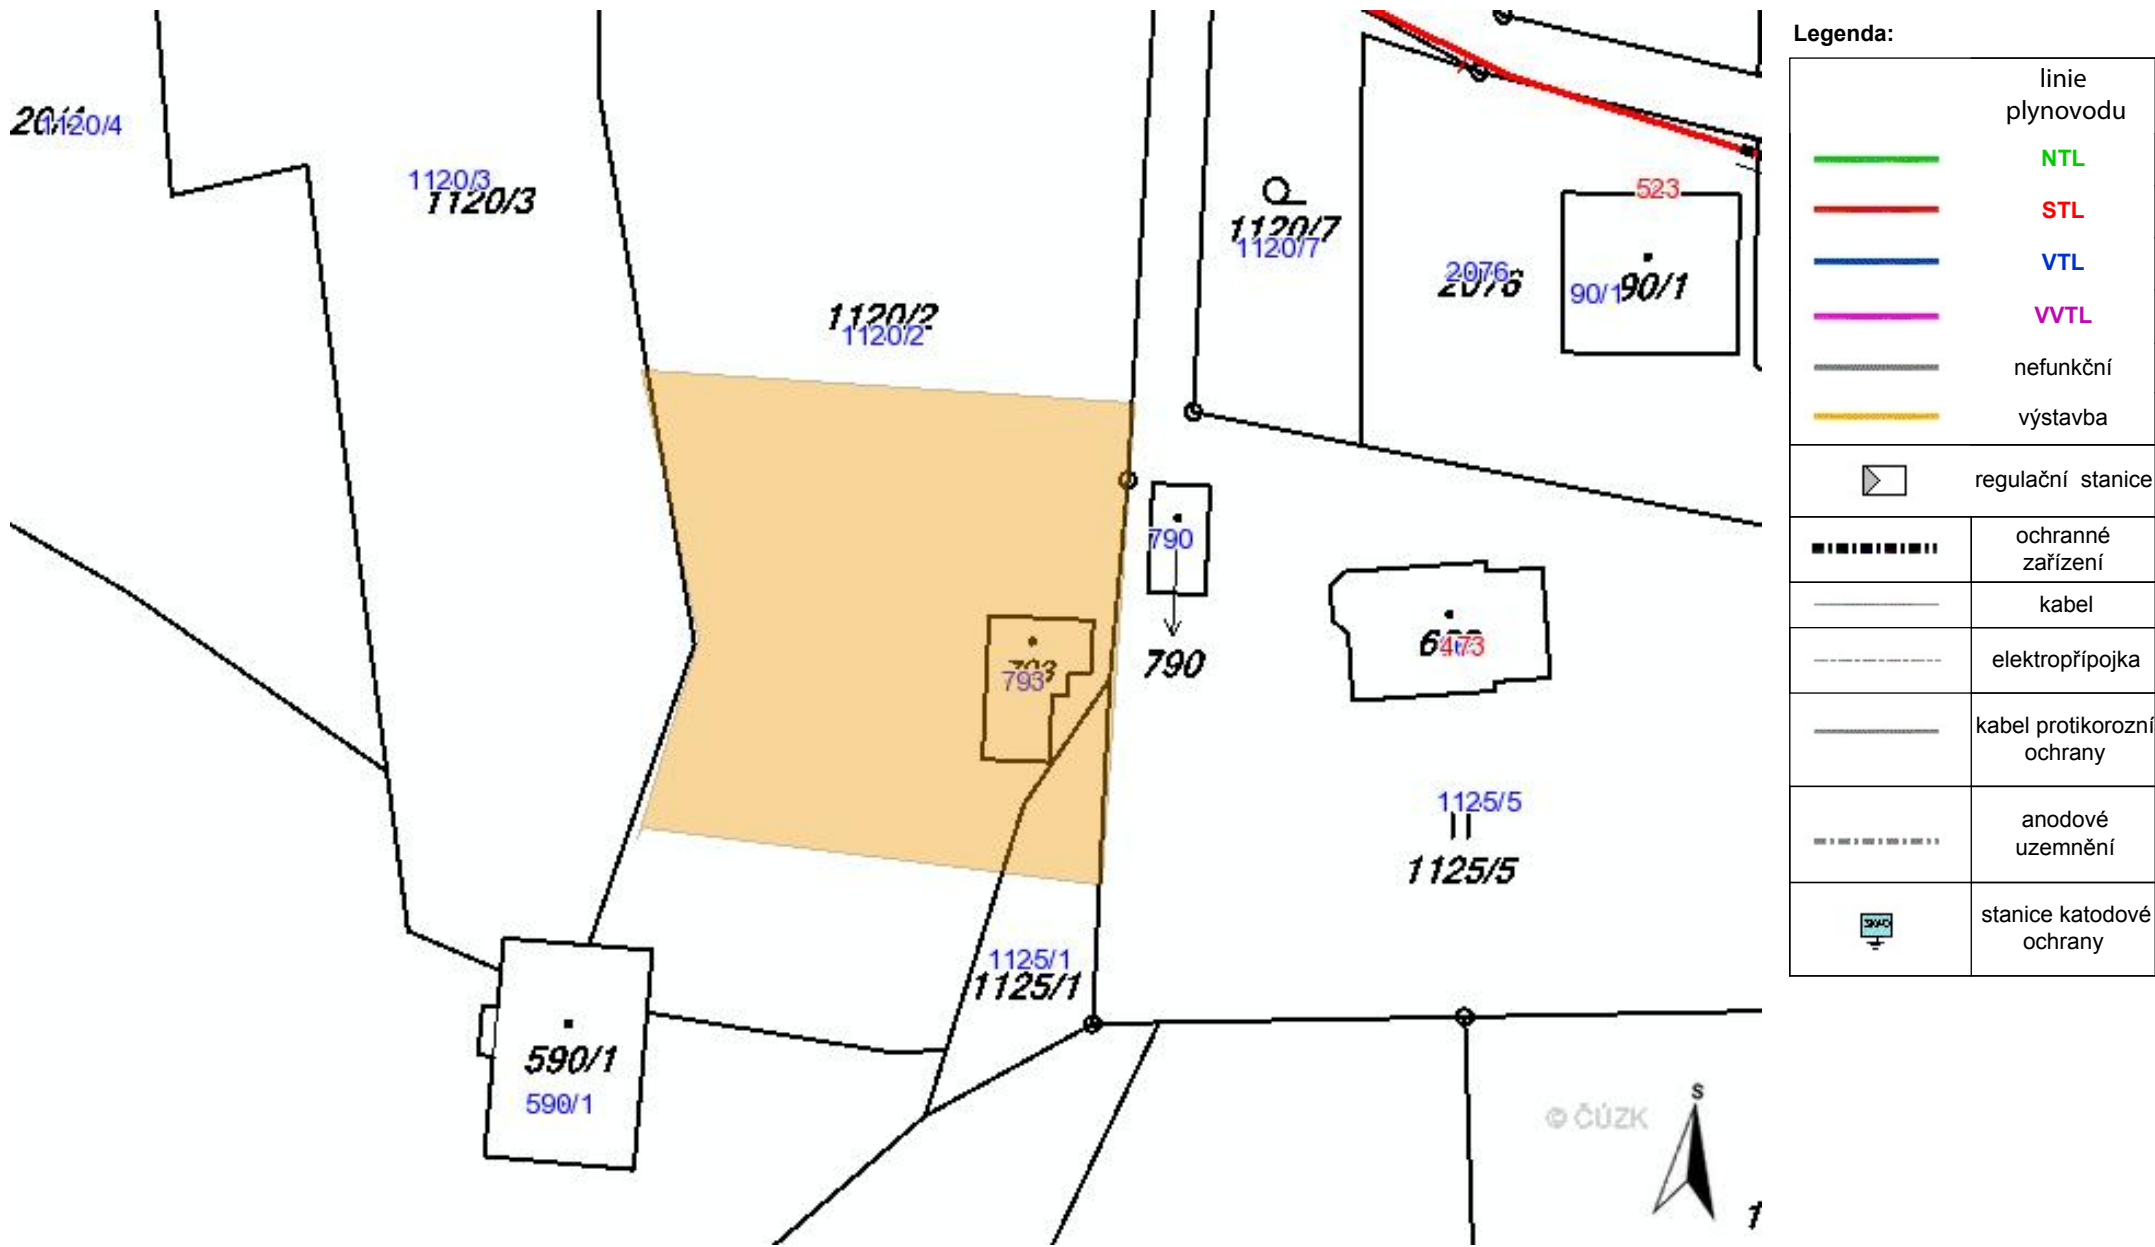 1120/4
1120/3
1120/3
1120/2
1120/2
1120/7
1120/7
523
2076
2076
90/1
90/1
790
790
793
793
473
1125/5
1125/5
1125/1
1125/1
590/1
590/1
© ČÚZK
S
1
Legenda:
linie
plynovodu
NTL
STL
VTL
VVTL
nefunkční
výstavba
regulační stanice
ochranné
zařízení
kabel
elektropřípojka
kabel protikorozní
ochrany
anodové
uzemnění
stanice katodové
ochrany